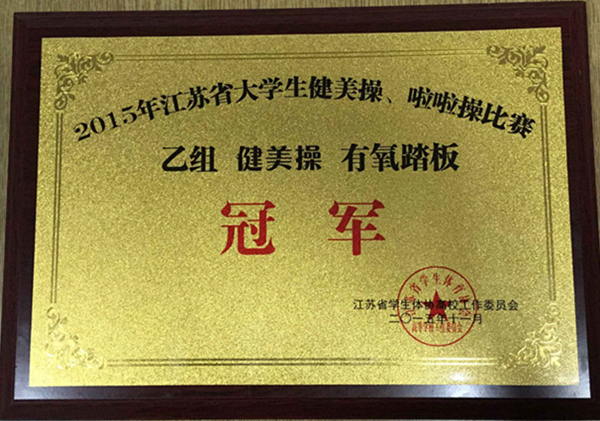 2015年江苏省大学生健美操、啦啦操比赛
乙组 健美操 有氧踏板
冠 军
江苏省学生体协高校工作委员会
二〇一五年十一月